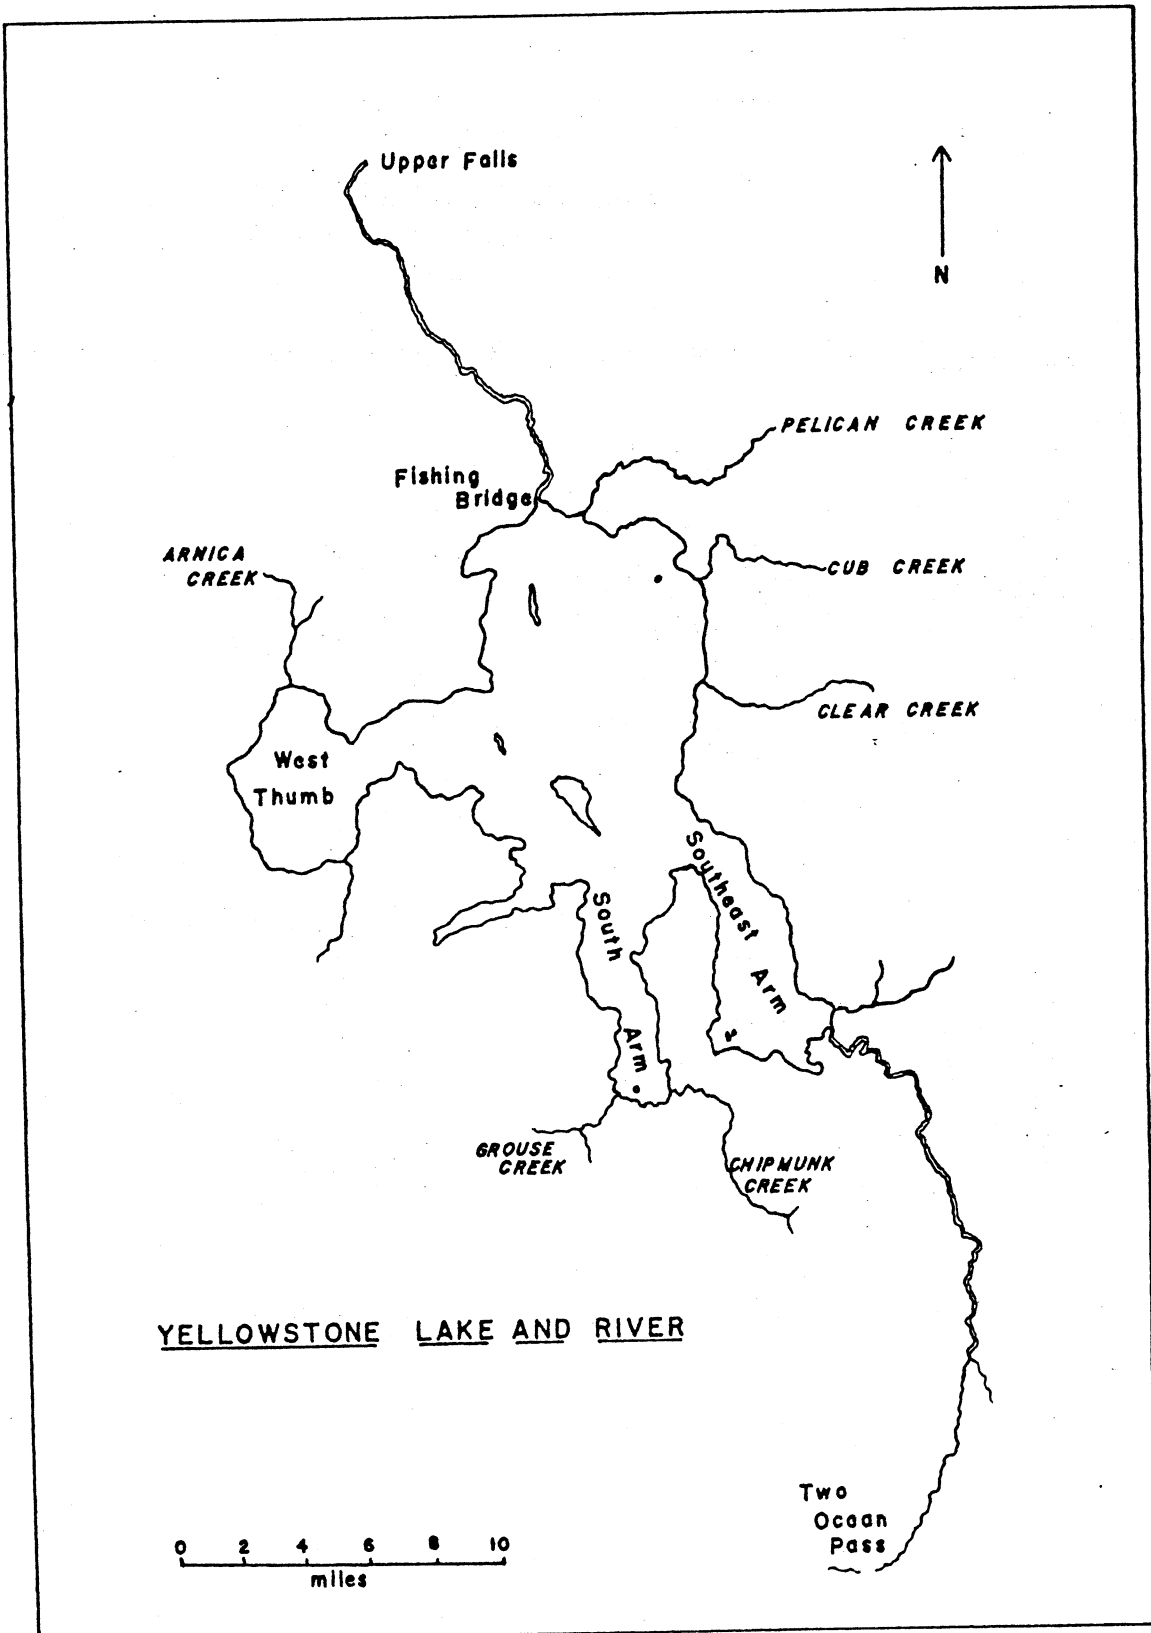 Upper Falls
N
PELICAN CREEK
Fishing
Bridge
ARNICA
CREEK
CUB CREEK
CLEAR CREEK
West
Thumb
Southeast Arm
South Arm
GROUSE
CREEK
CHIPMUNK
CREEK
YELLOWSTONE LAKE AND RIVER
Two
Ocean
Pass
0 2 4 6 8 10
miles